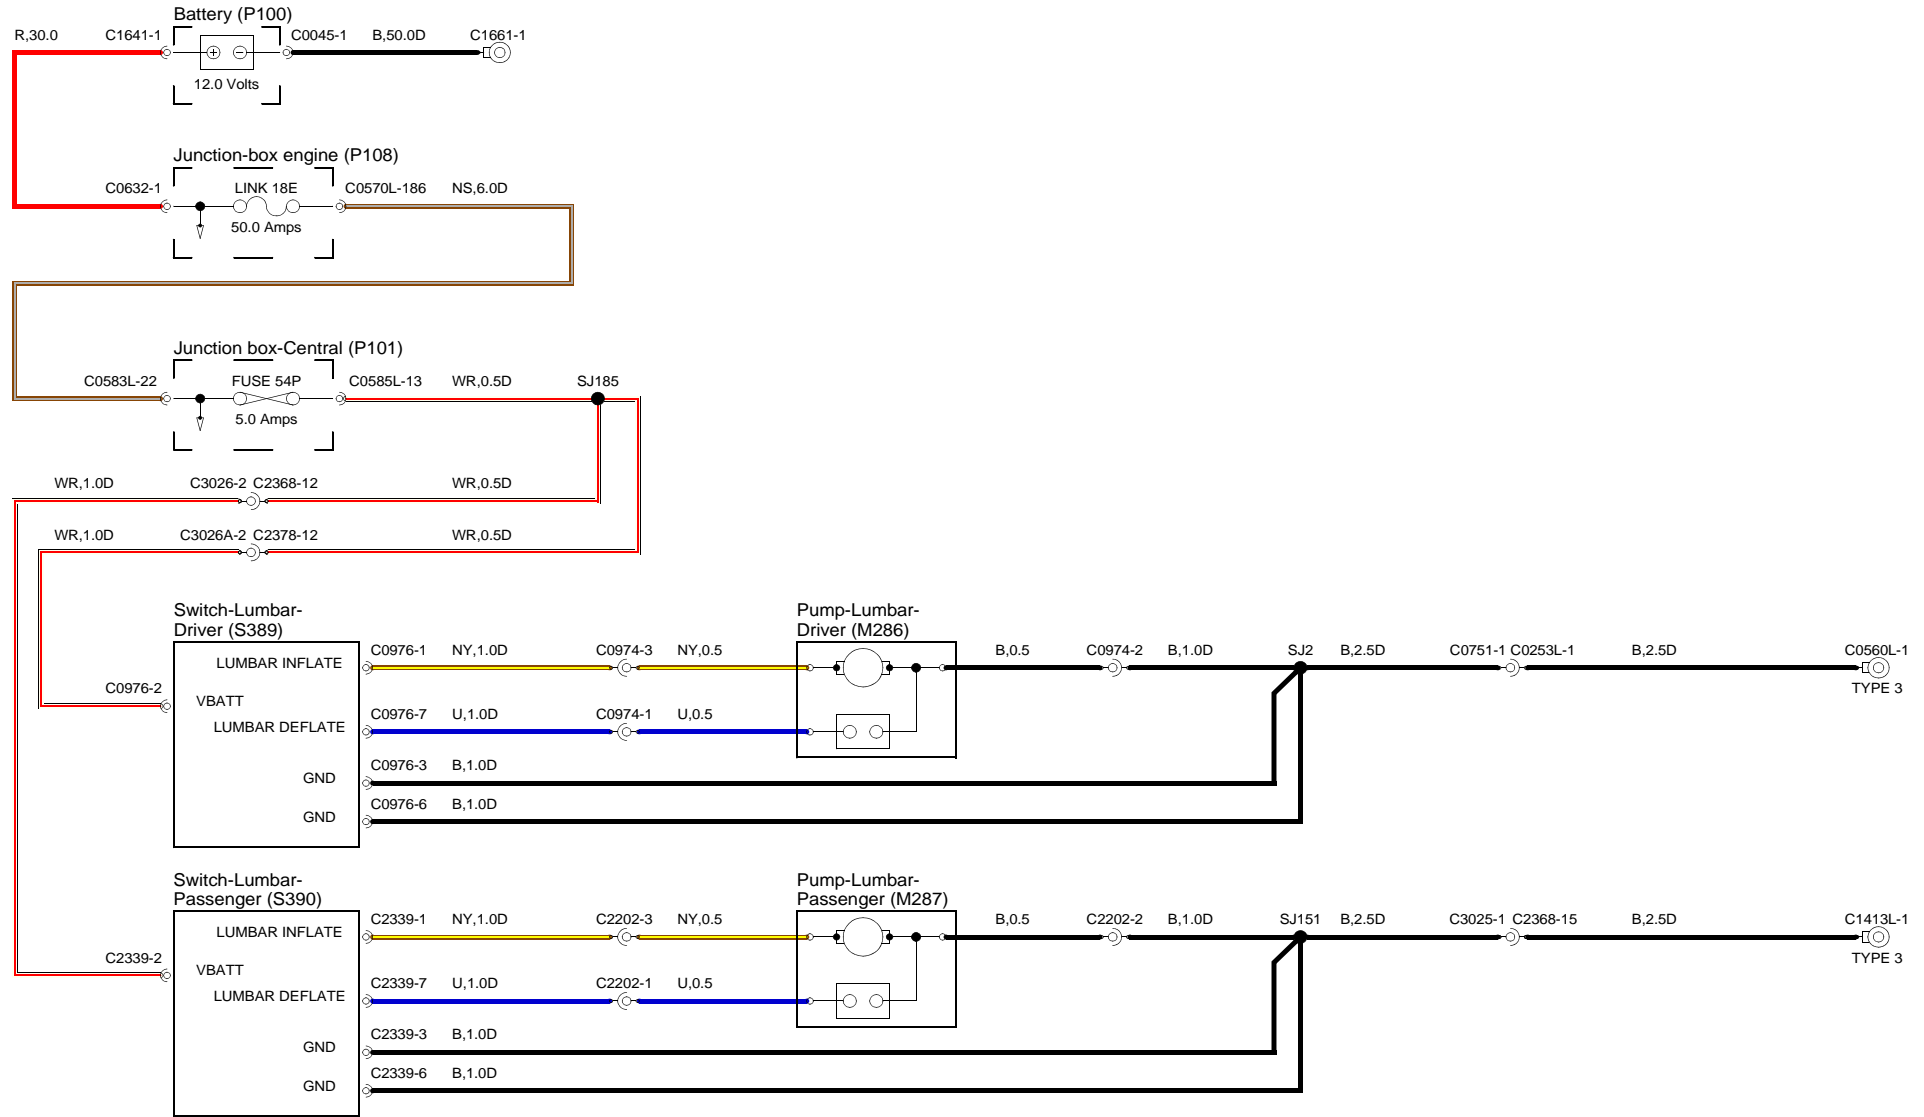 Battery (P100)
R,30.0 C1641-1 C0045-1 B,50.0D C1661-1
12.0 Volts
Junction-box engine (P108)
C0632-1 LINK 18E C0570L-186 NS,6.0D
50.0 Amps
Junction box-Central (P101)
C0583L-22 FUSE 54P C0585L-13 WR,0.5D SJ185
5.0 Amps
WR,1.0D C3026-2 C2368-12 WR,0.5D
WR,1.0D C3026A-2 C2378-12 WR,0.5D
Switch-Lumbar-
Driver (S389)
Pump-Lumbar-
Driver (M286)
LUMBAR INFLATE C0976-1 NY,1.0D C0974-3 NY,0.5 B,0.5 C0974-2 B,1.0D SJ2 B,2.5D C0751-1 C0253L-1 B,2.5D C0560L-1
TYPE 3
C0976-2 VBATT
LUMBAR DEFLATE C0976-7 U,1.0D C0974-1 U,0.5
GND C0976-3 B,1.0D
GND C0976-6 B,1.0D
Switch-Lumbar-
Passenger (S390)
Pump-Lumbar-
Passenger (M287)
LUMBAR INFLATE C2339-1 NY,1.0D C2202-3 NY,0.5 B,0.5 C2202-2 B,1.0D SJ151 B,2.5D C3025-1 C2368-15 B,2.5D C1413L-1
TYPE 3
C2339-2 VBATT
LUMBAR DEFLATE C2339-7 U,1.0D C2202-1 U,0.5
GND C2339-3 B,1.0D
GND C2339-6 B,1.0D